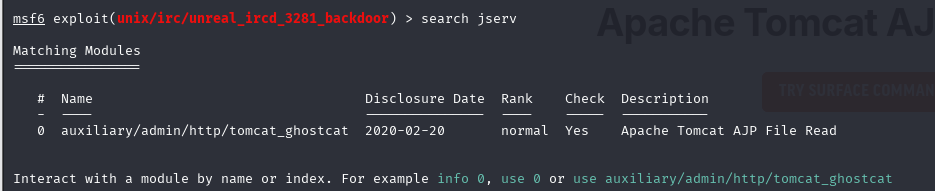 msf6 exploit(unix/irc/unreal_ircd_3281_backdoor) > search jserv
Apache Tomcat AJ
Matching Modules
================
TRY SURFACE COMMAN
#  Name                                  Disclosure Date  Rank    Check  Description
-  ----                                  ---------------  ----    -----  -----------
0  auxiliary/admin/http/tomcat_ghostcat  2020-02-20       normal  Yes    Apache Tomcat AJP File Read
Interact with a module by name or index. For example info 0, use 0 or use auxiliary/admin/http/tomcat_ghostcat